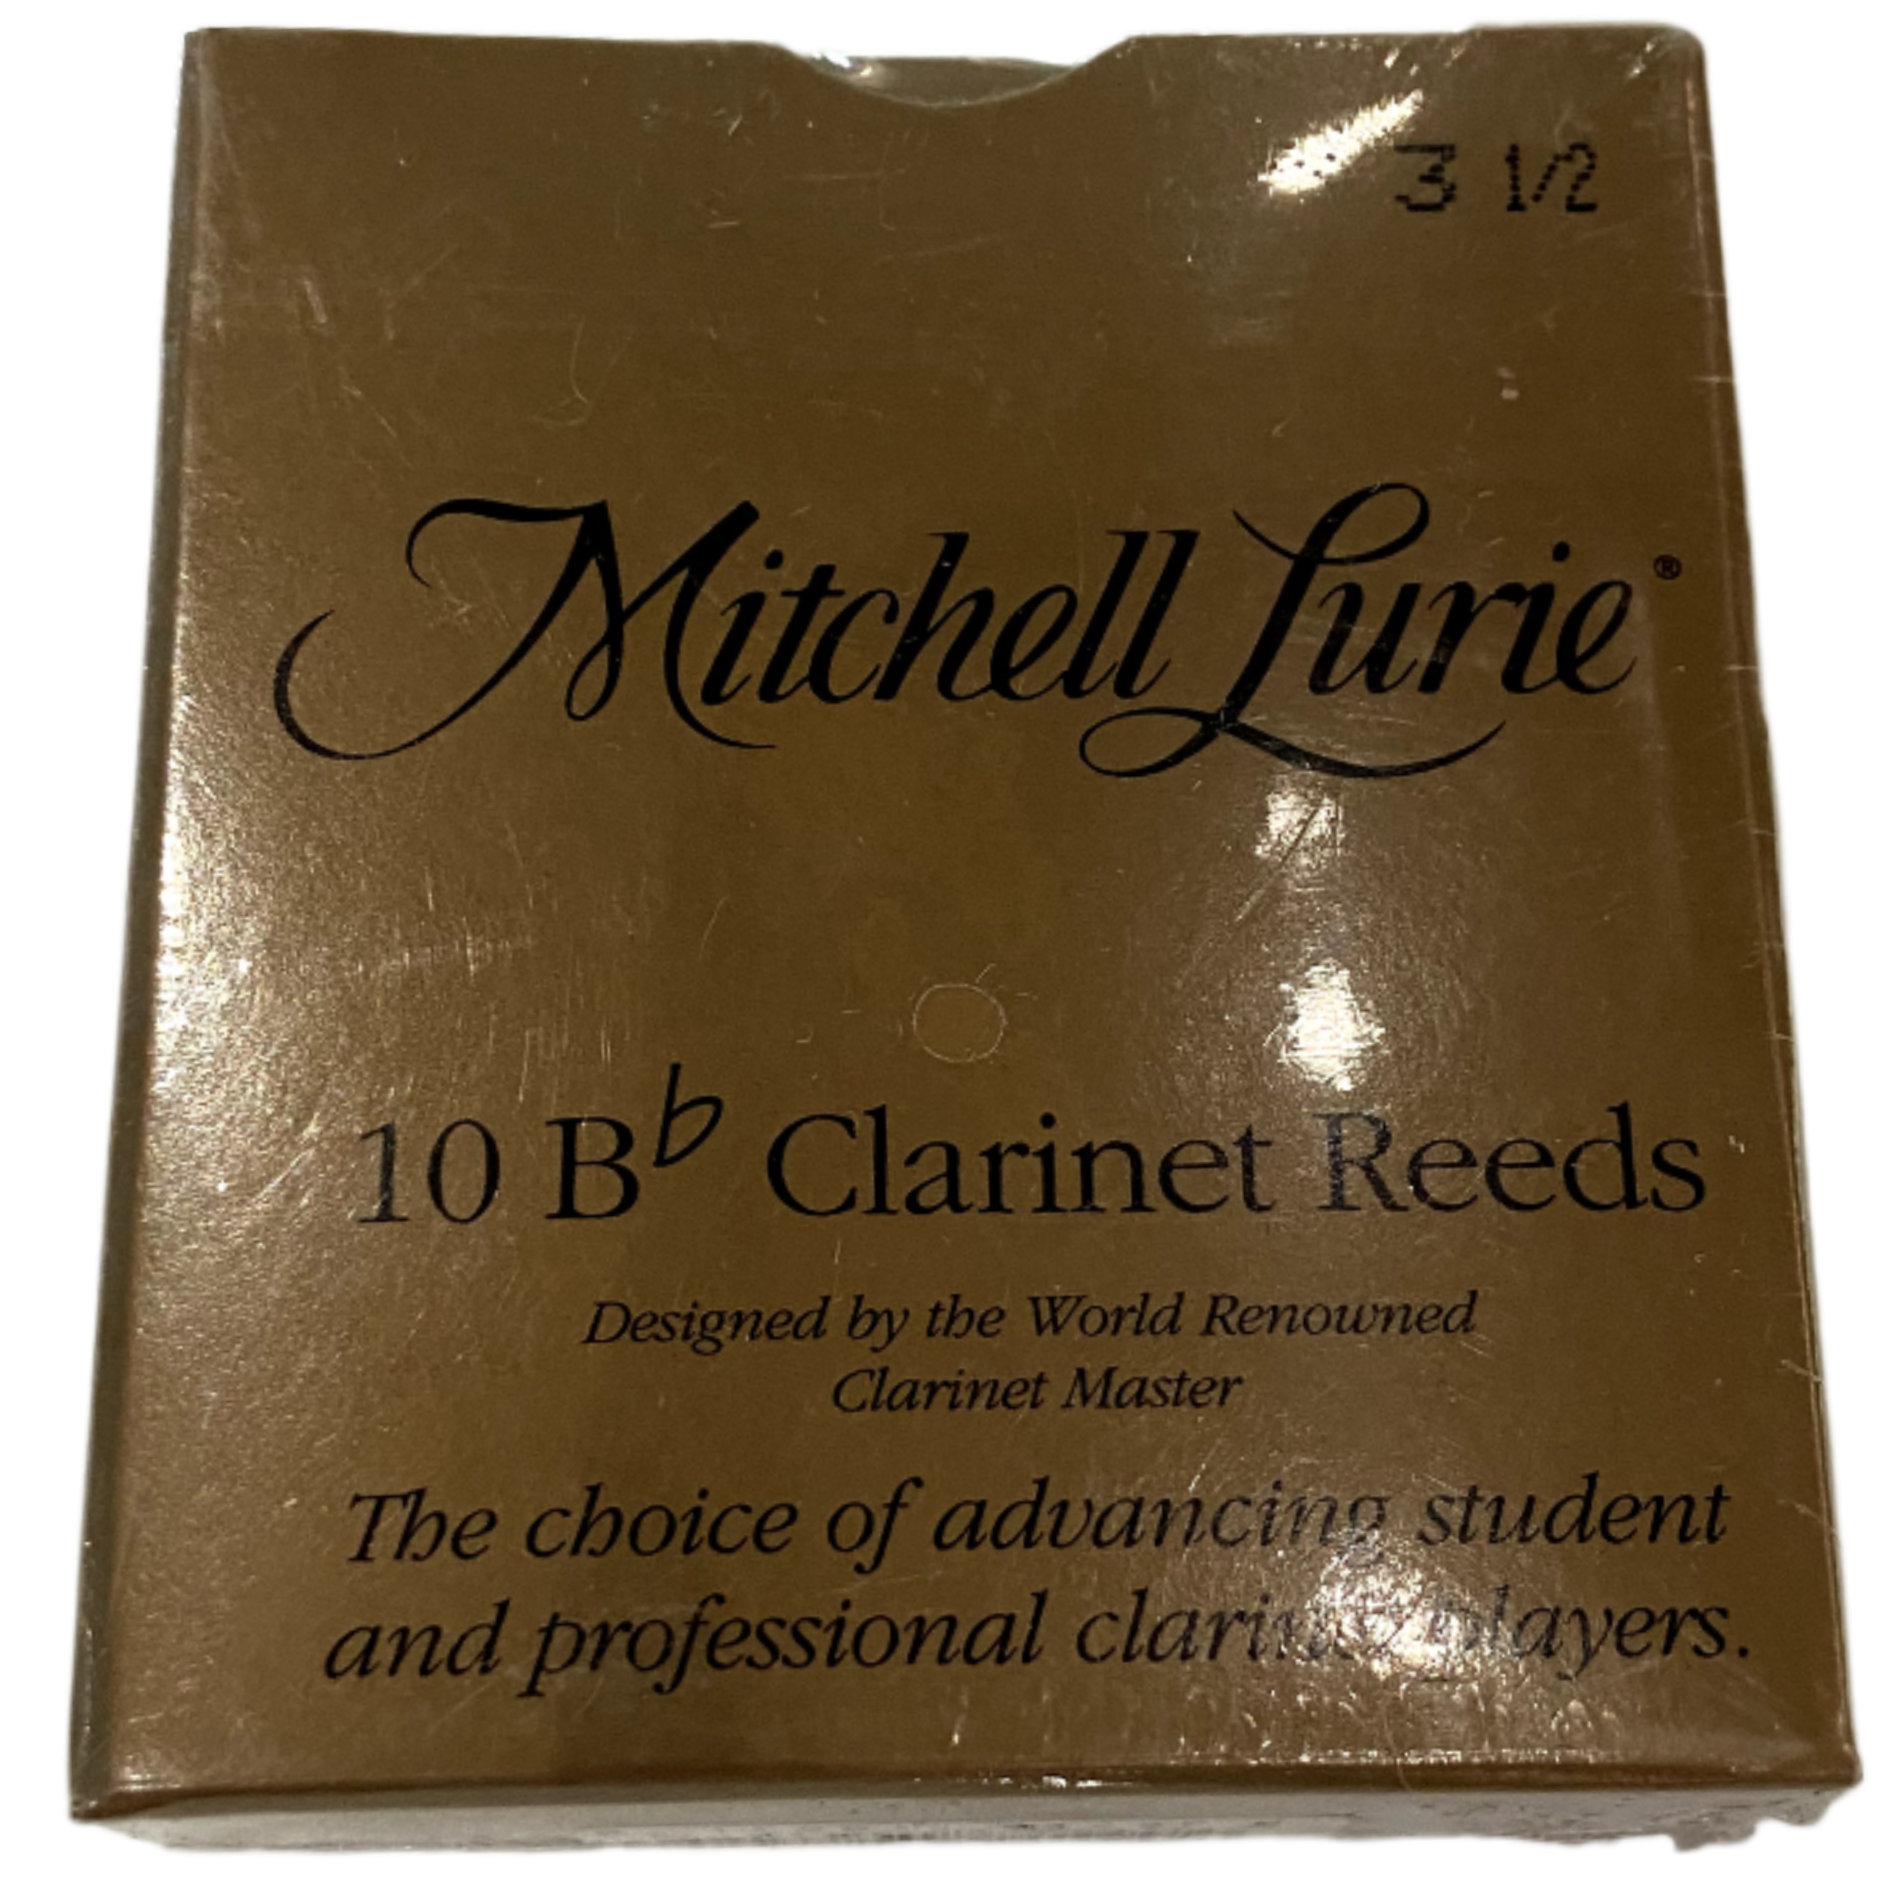 3 1/2
Mitchell Lurie®
10 B♭ Clarinet Reeds
Designed by the World Renowned
Clarinet Master
The choice of advancing student
and professional clarinet players.